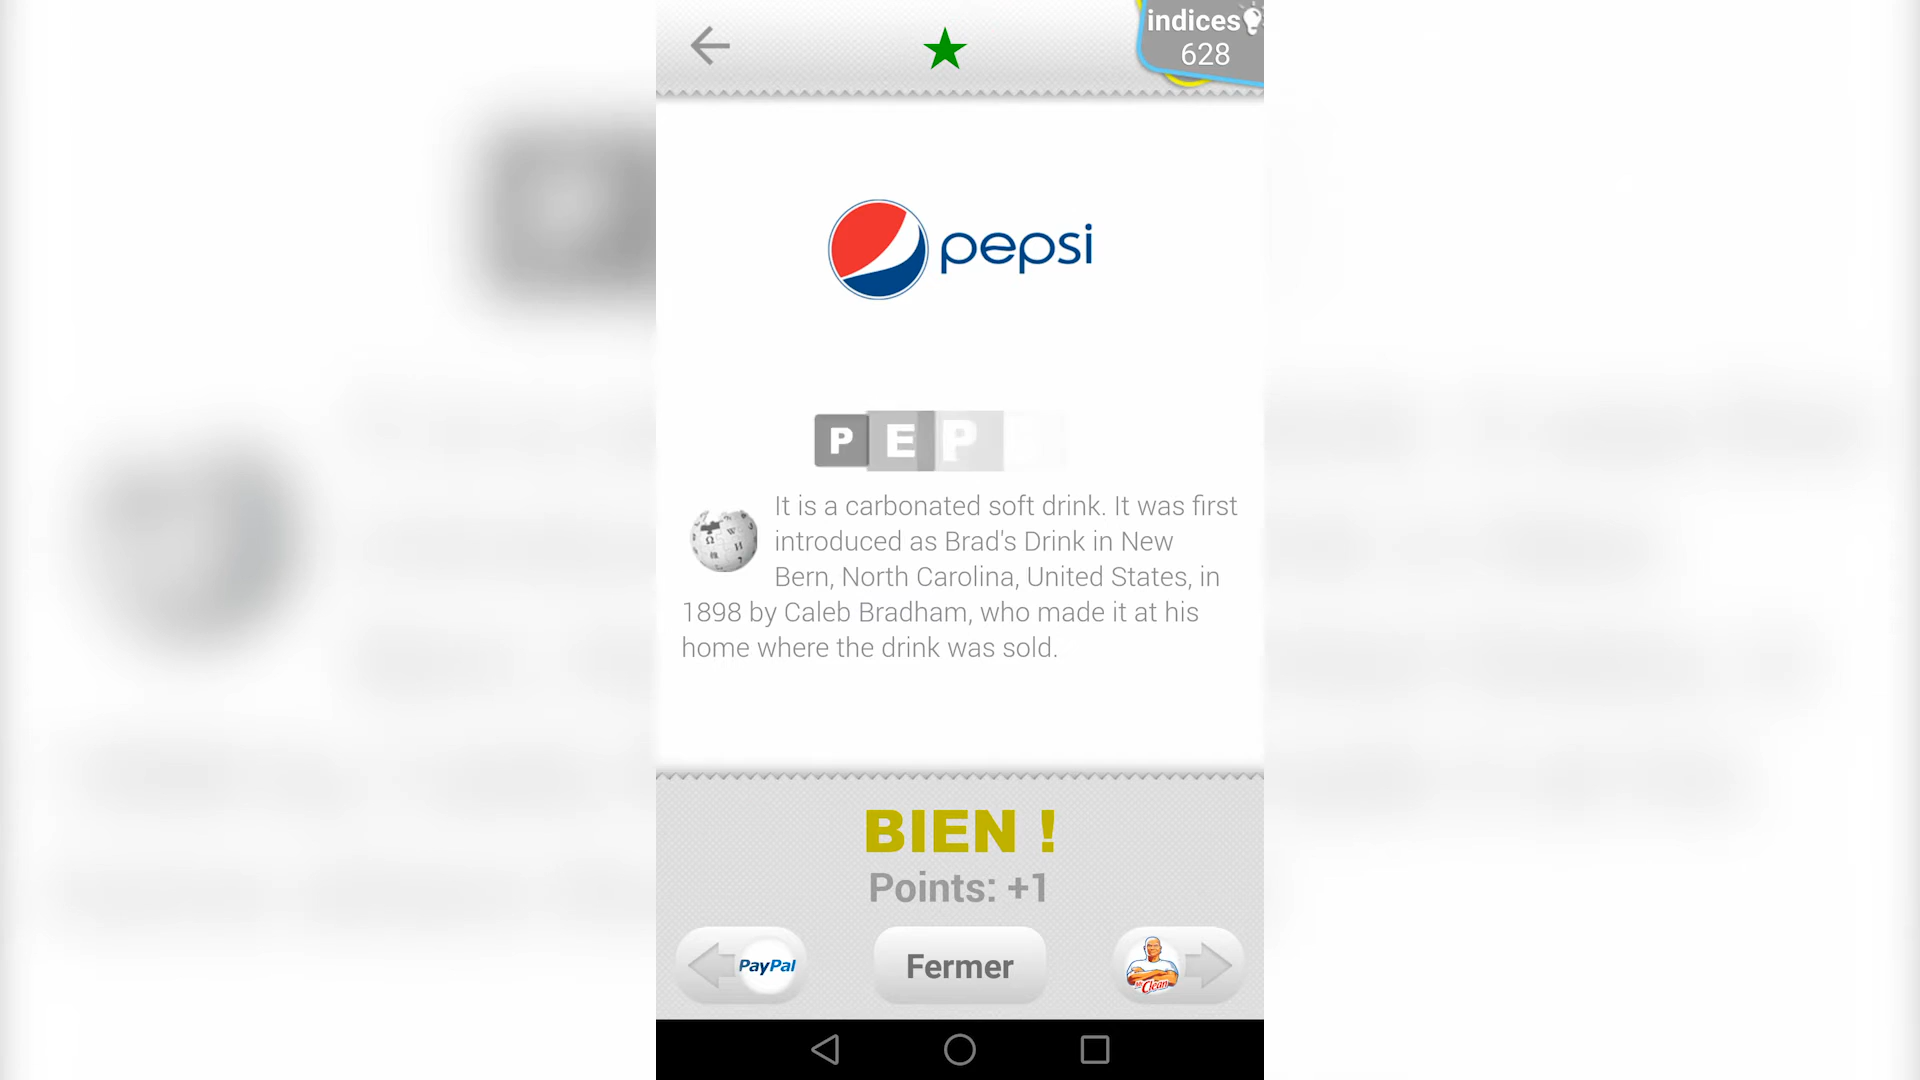 indices
628
pepsi
P E P
It is a carbonated soft drink. It was first
introduced as Brad's Drink in New
Bern, North Carolina, United States, in
1898 by Caleb Bradham, who made it at his
home where the drink was sold.
BIEN !
Points: +1
PayPal
Fermer
Mr Clean